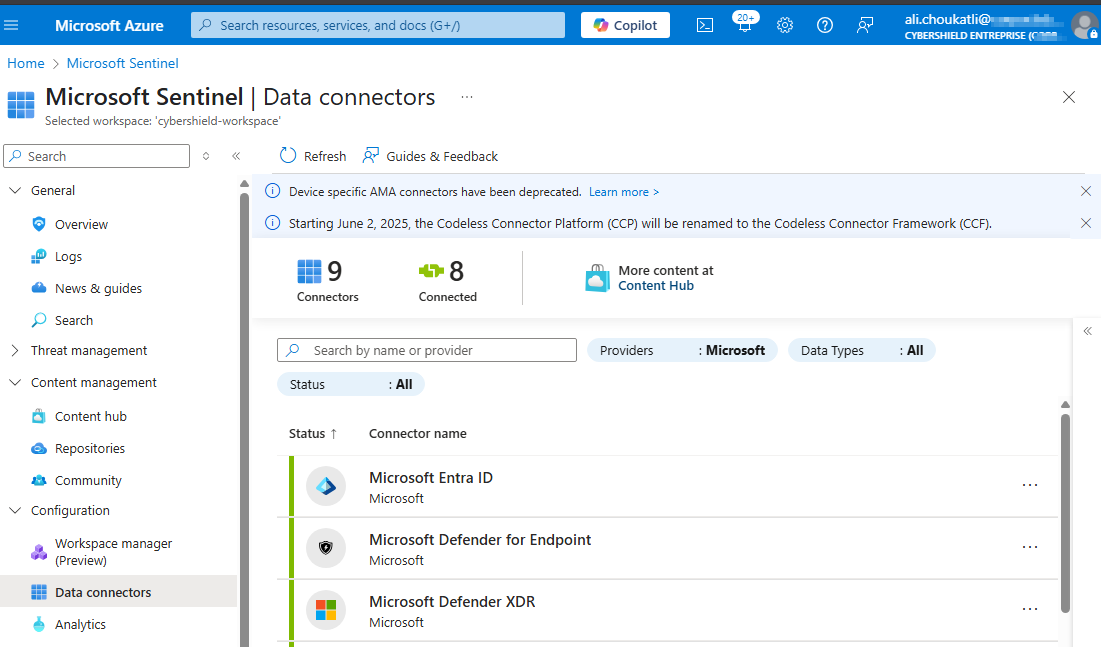 Microsoft Azure
Search resources, services, and docs (G+/)
Copilot
20+
ali.choukatli@
CYBERSHIELD ENTREPRISE (
Home > Microsoft Sentinel
Microsoft Sentinel | Data connectors ...
Selected workspace: 'cybershield-workspace'
Search
Refresh
Guides & Feedback
General
Overview
Logs
News & guides
Search
Threat management
Content management
Content hub
Repositories
Community
Configuration
Workspace manager
(Preview)
Data connectors
Analytics
Device specific AMA connectors have been deprecated. Learn more >
Starting June 2, 2025, the Codeless Connector Platform (CCP) will be renamed to the Codeless Connector Framework (CCF).
9
Connectors
8
Connected
More content at
Content Hub
Search by name or provider
Providers : Microsoft
Data Types : All
Status : All
Status ↑ Connector name
Microsoft Entra ID
Microsoft
Microsoft Defender for Endpoint
Microsoft
Microsoft Defender XDR
Microsoft